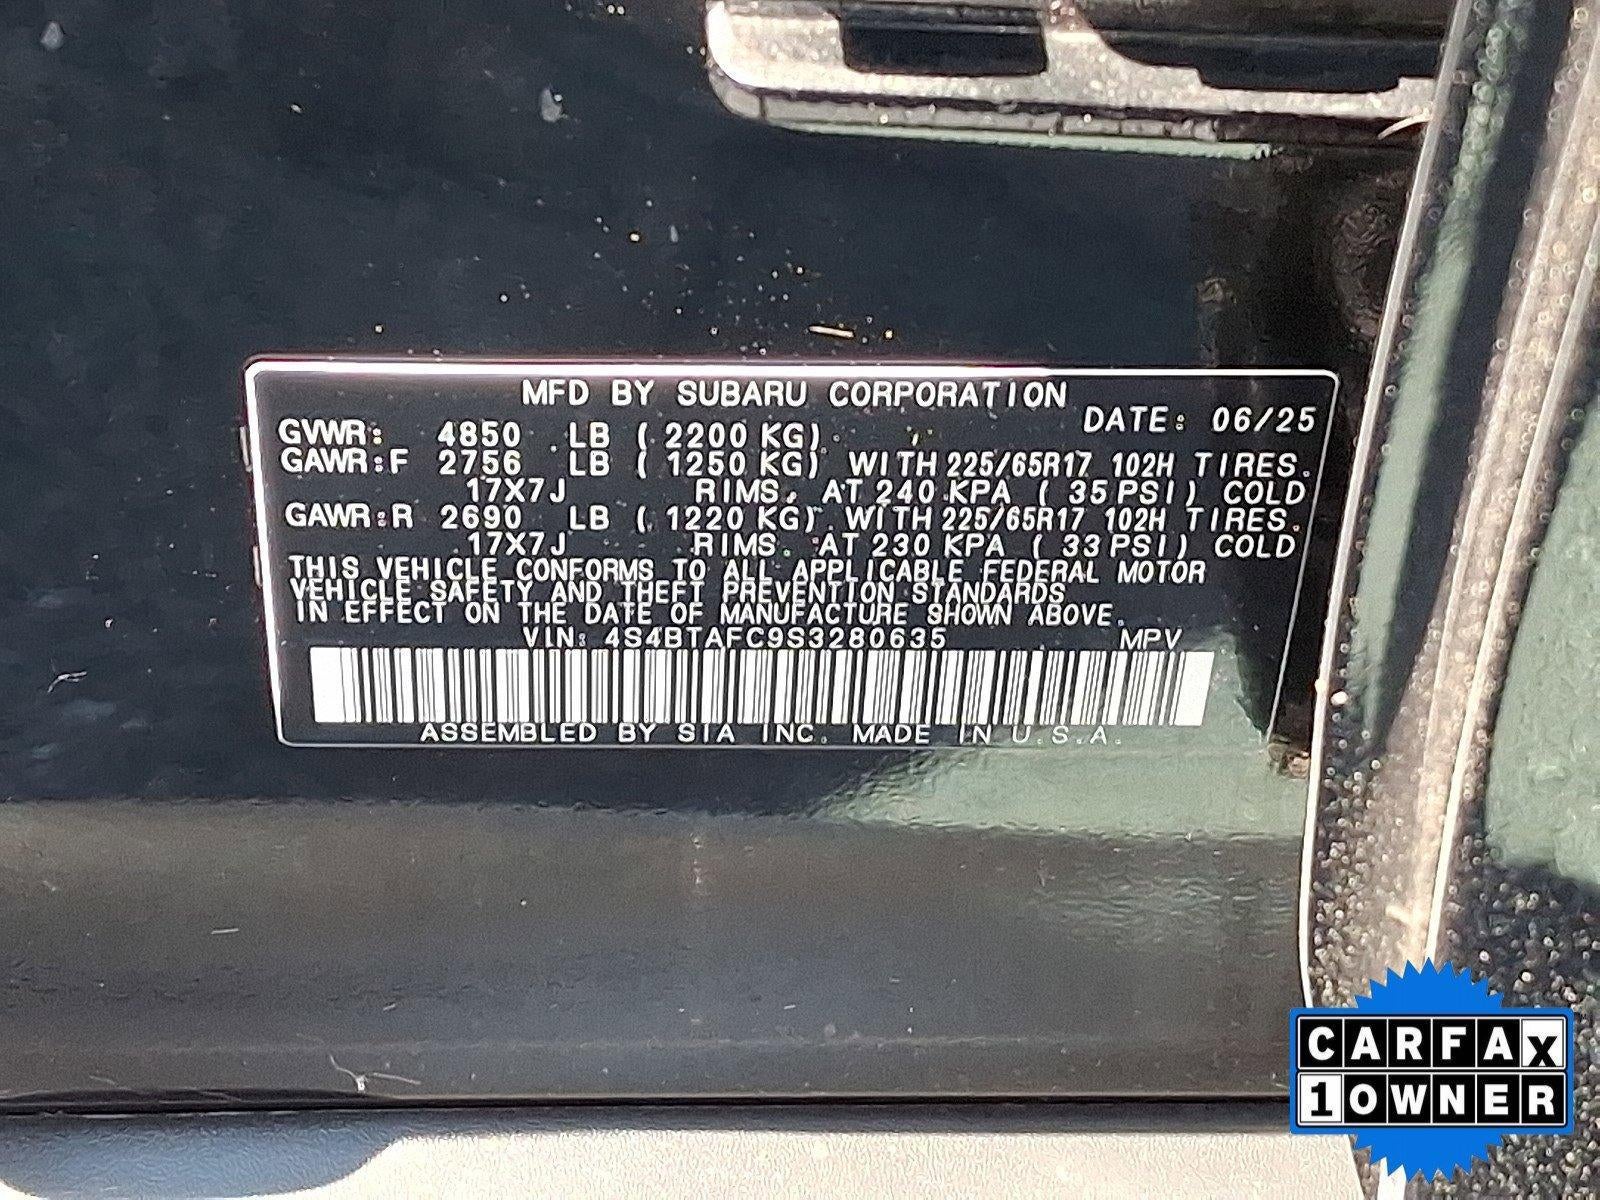 MFD BY SUBARU CORPORATION
DATE: 06/25
GVWR: 4850 LB ( 2200 KG)
GAWR:F 2756 LB ( 1250 KG) WITH 225/65R17 102H TIRES.
17X7J RIMS. AT 240 KPA ( 35 PSI) COLD
GAWR:R 2690 LB ( 1220 KG) WITH 225/65R17 102H TIRES.
17X7J RIMS. AT 230 KPA ( 33 PSI) COLD
THIS VEHICLE CONFORMS TO ALL APPLICABLE FEDERAL MOTOR
VEHICLE SAFETY AND THEFT PREVENTION STANDARDS
IN EFFECT ON THE DATE OF MANUFACTURE SHOWN ABOVE.
VIN: 4S4BTAFC9S3280635 MPV
ASSEMBLED BY SIA INC. MADE IN U.S.A.
CARFAX
1 OWNER